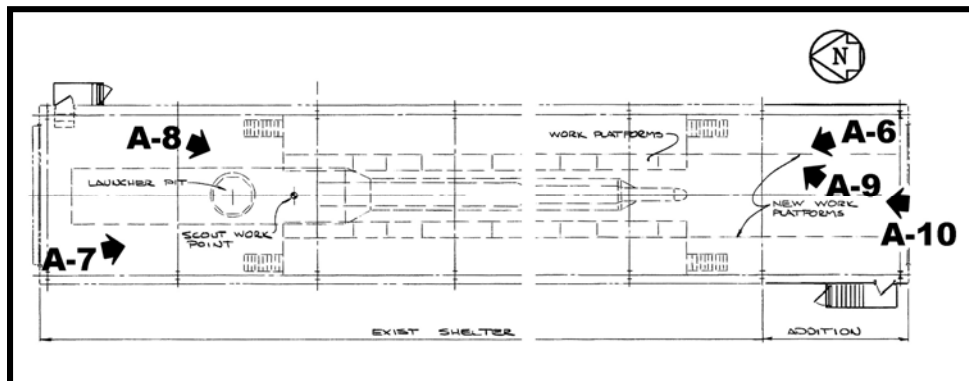 N
A-8
WORK PLATFORMS
A-6
LAUNCHER PIT
A-9
NEW WORK
PLATFORMS
SCOUT WORK
POINT
A-10
A-7
EXIST SHELTER
ADDITION